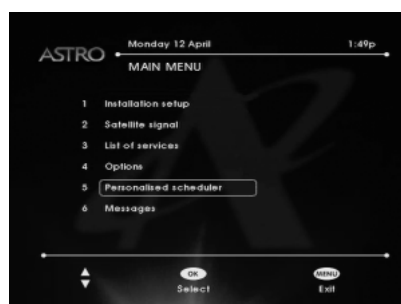 ASTRO
Monday 12 April 1:49p
MAIN MENU
1 Installation setup
2 Satellite signal
3 List of services
4 Options
5 Personalised scheduler
6 Messages
OK MENU
Select Exit